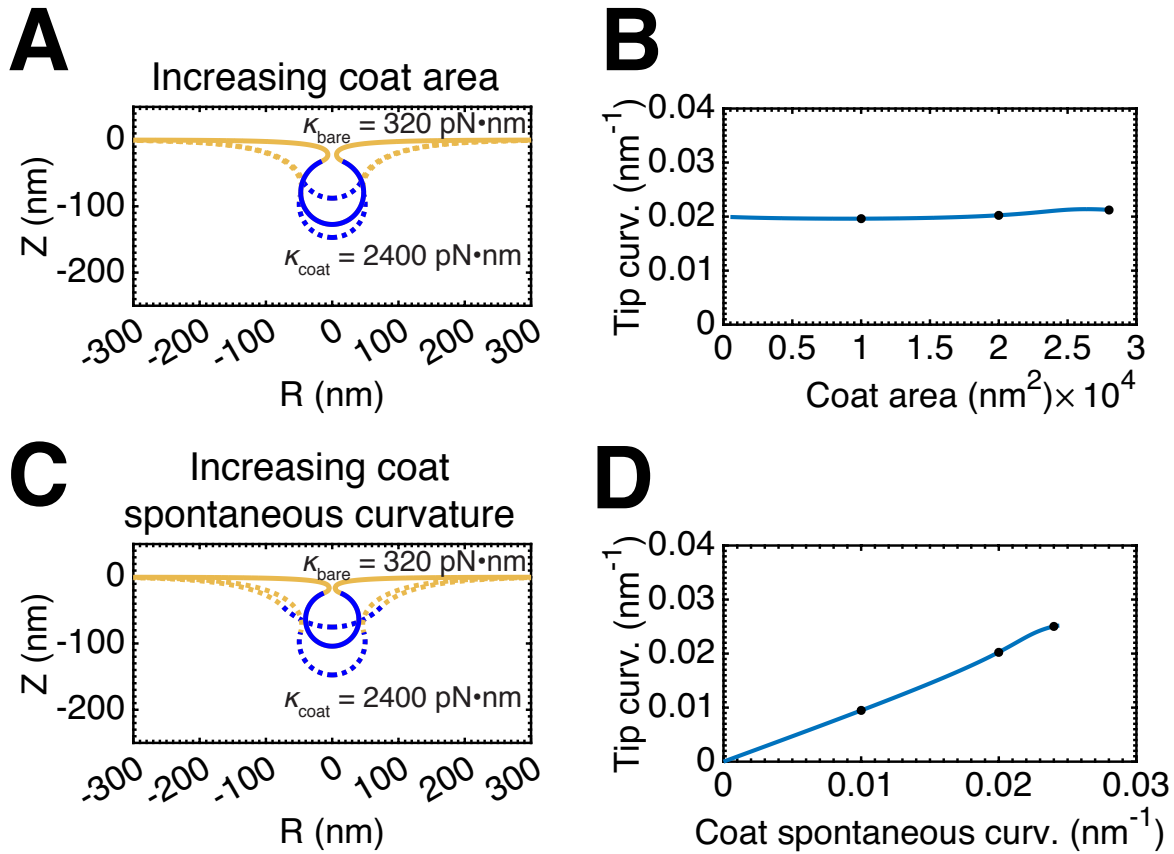 A
Increasing coat area
κbare = 320 pN•nm
κcoat = 2400 pN•nm
0
-100
-200
Z (nm)
-300
-200
-100
0
100
200
300
R (nm)
B
0.04
0.03
0.02
0.01
0
Tip curv. (nm-1)
0
0.5
1
1.5
2
2.5
3
Coat area (nm2)× 104
C
Increasing coat
spontaneous curvature
κbare = 320 pN•nm
κcoat = 2400 pN•nm
0
-100
-200
Z (nm)
-300
-200
-100
0
100
200
300
R (nm)
D
0.04
0.03
0.02
0.01
0
Tip curv. (nm-1)
0
0.01
0.02
0.03
Coat spontaneous curv. (nm-1)